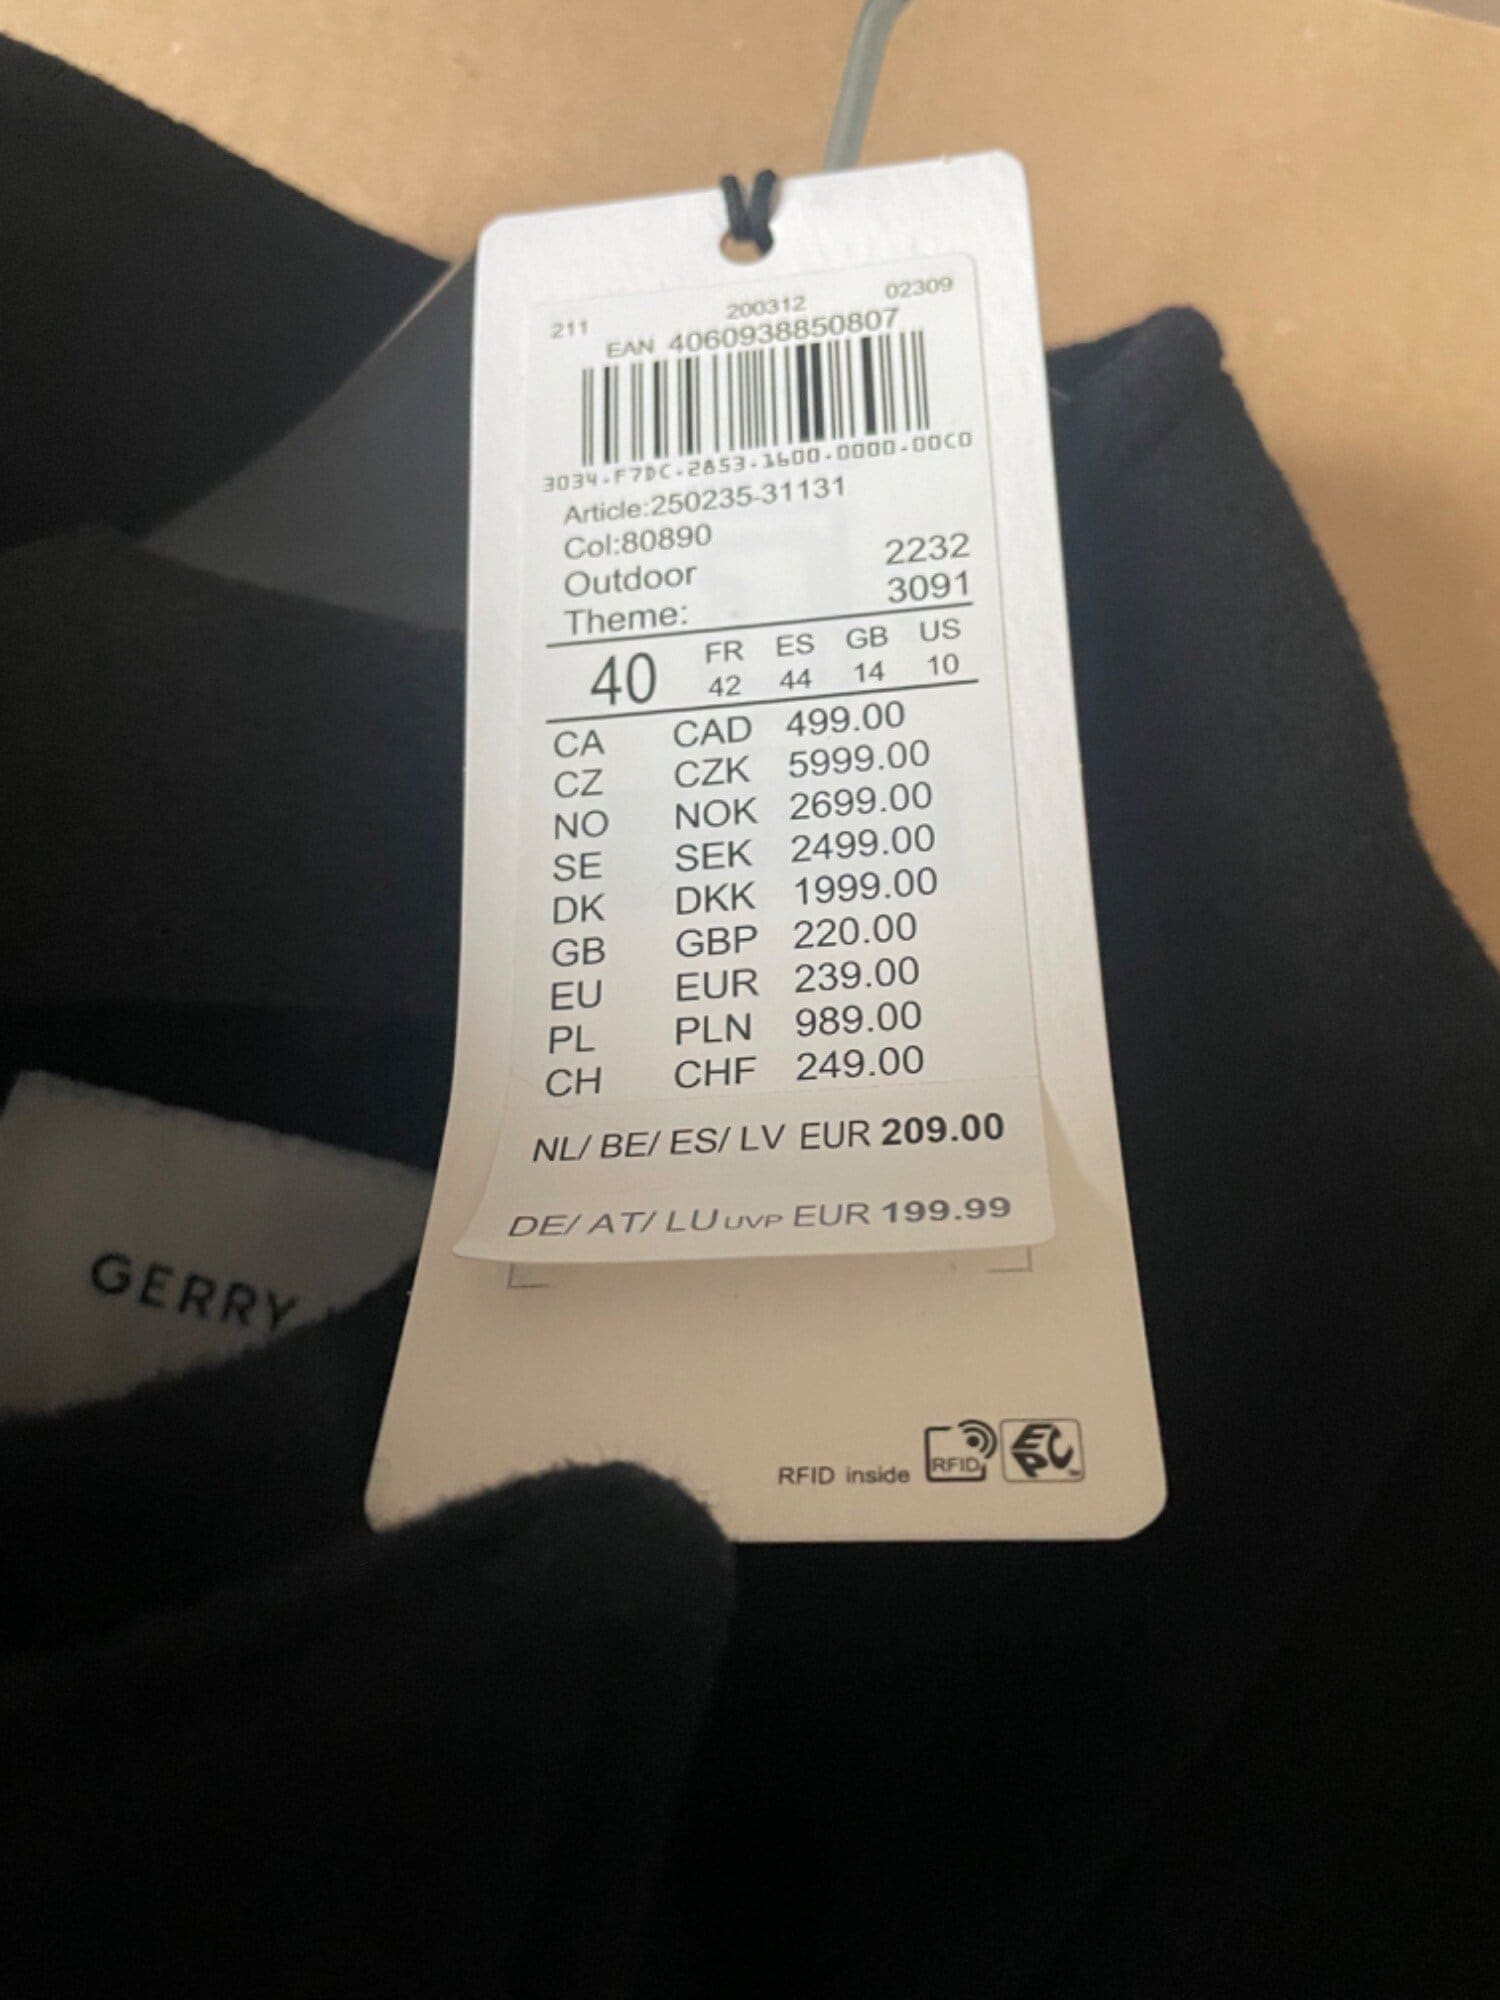 211 200312 02309
EAN 4060938850807
3034.F7DC.2853.1600.0000.00C0
Article:250235-31131
Col:80890
Outdoor 2232
Theme: 3091
40 FR ES GB US
42 44 14 10
CA CAD 499.00
CZ CZK 5999.00
NO NOK 2699.00
SE SEK 2499.00
DK DKK 1999.00
GB GBP 220.00
EU EUR 239.00
PL PLN 989.00
CH CHF 249.00
NL/ BE/ ES/ LV EUR 209.00
DE/ AT/ LU UVP EUR 199.99
GERRY
RFID inside
RFID
EPC